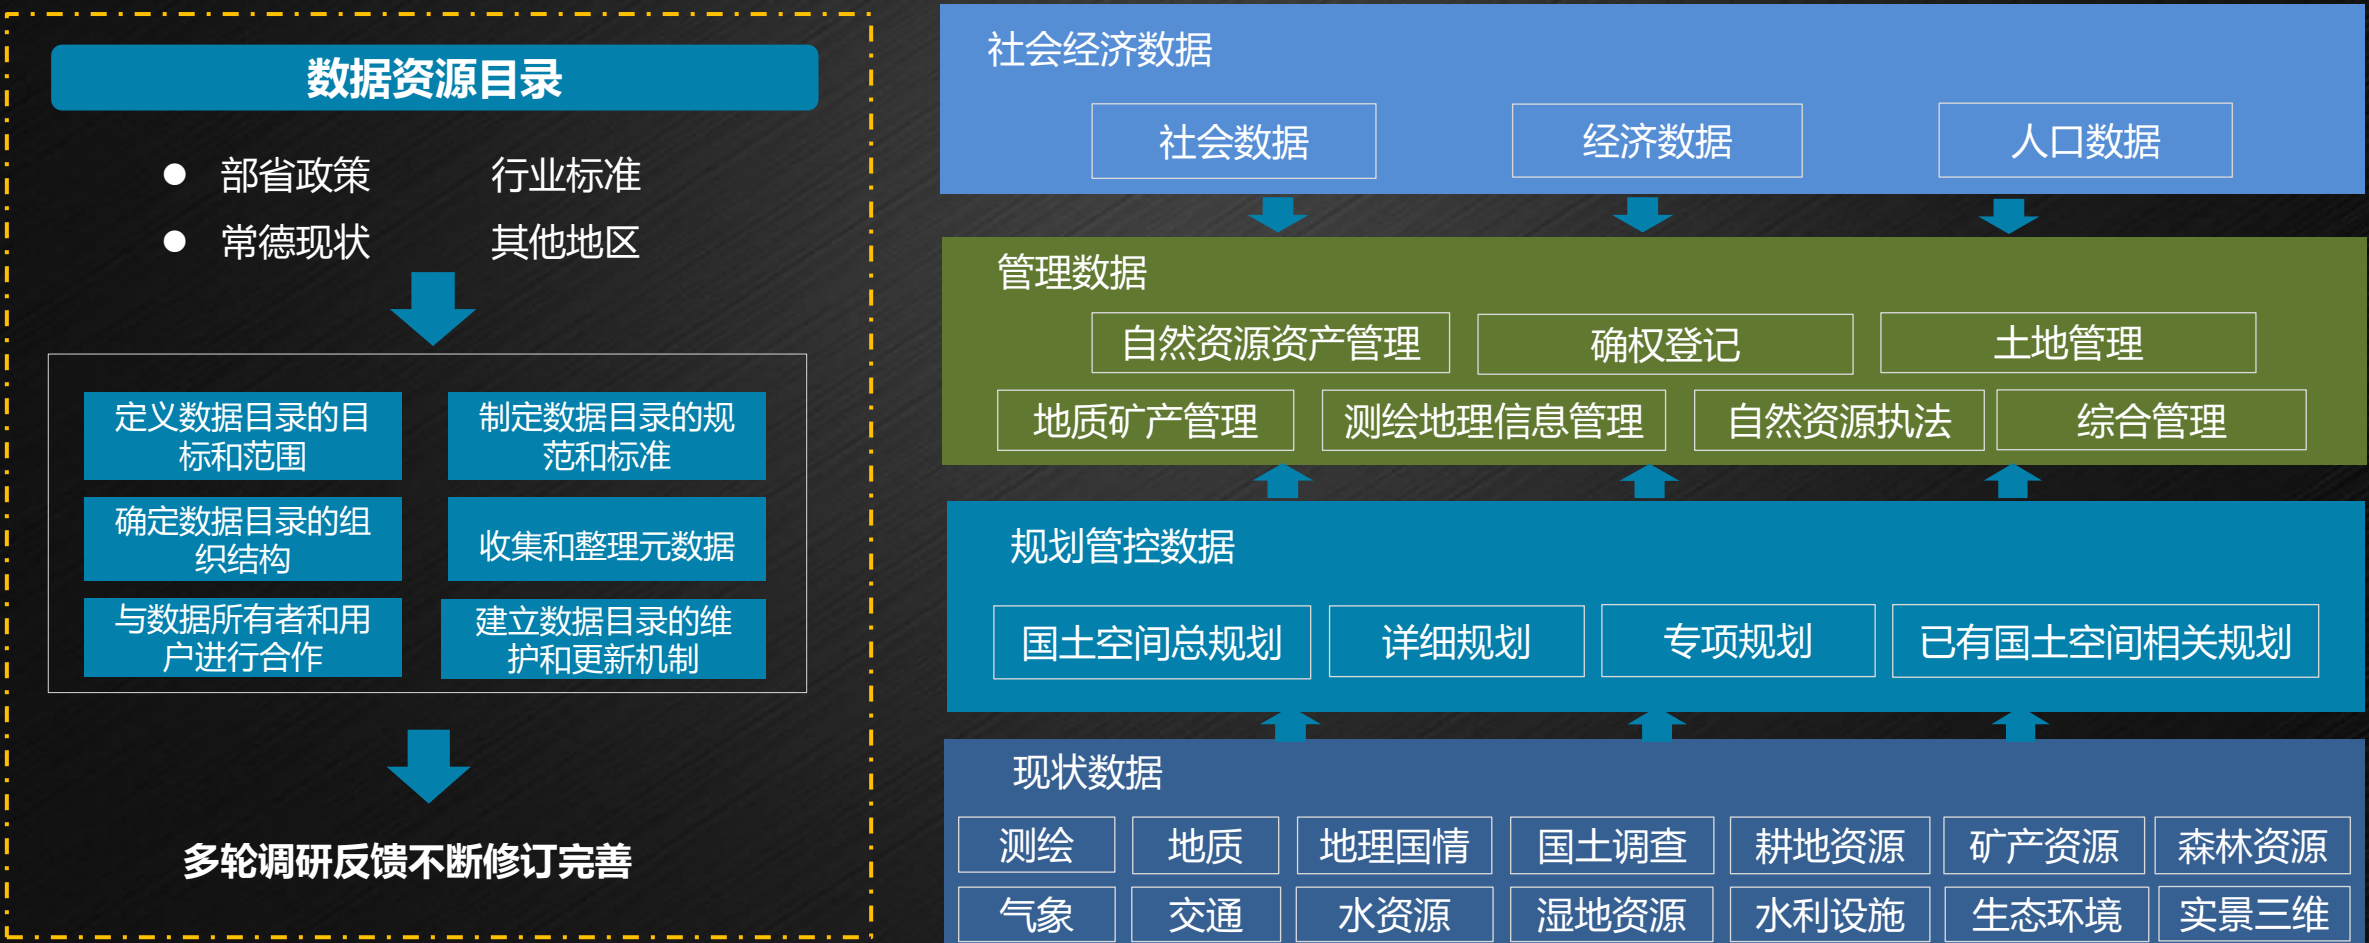 数据资源目录
部省政策 行业标准
常德现状 其他地区
定义数据目录的目
标和范围
制定数据目录的规
范和标准
确定数据目录的组
织结构
收集和整理元数据
与数据所有者和用
户进行合作
建立数据目录的维
护和更新机制
多轮调研反馈不断修订完善
社会经济数据
社会数据 经济数据 人口数据
管理数据
自然资源资产管理 确权登记 土地管理
地质矿产管理 测绘地理信息管理 自然资源执法 综合管理
规划管控数据
国土空间总规划 详细规划 专项规划 已有国土空间相关规划
现状数据
测绘 地质 地理国情 国土调查 耕地资源 矿产资源 森林资源
气象 交通 水资源 湿地资源 水利设施 生态环境 实景三维